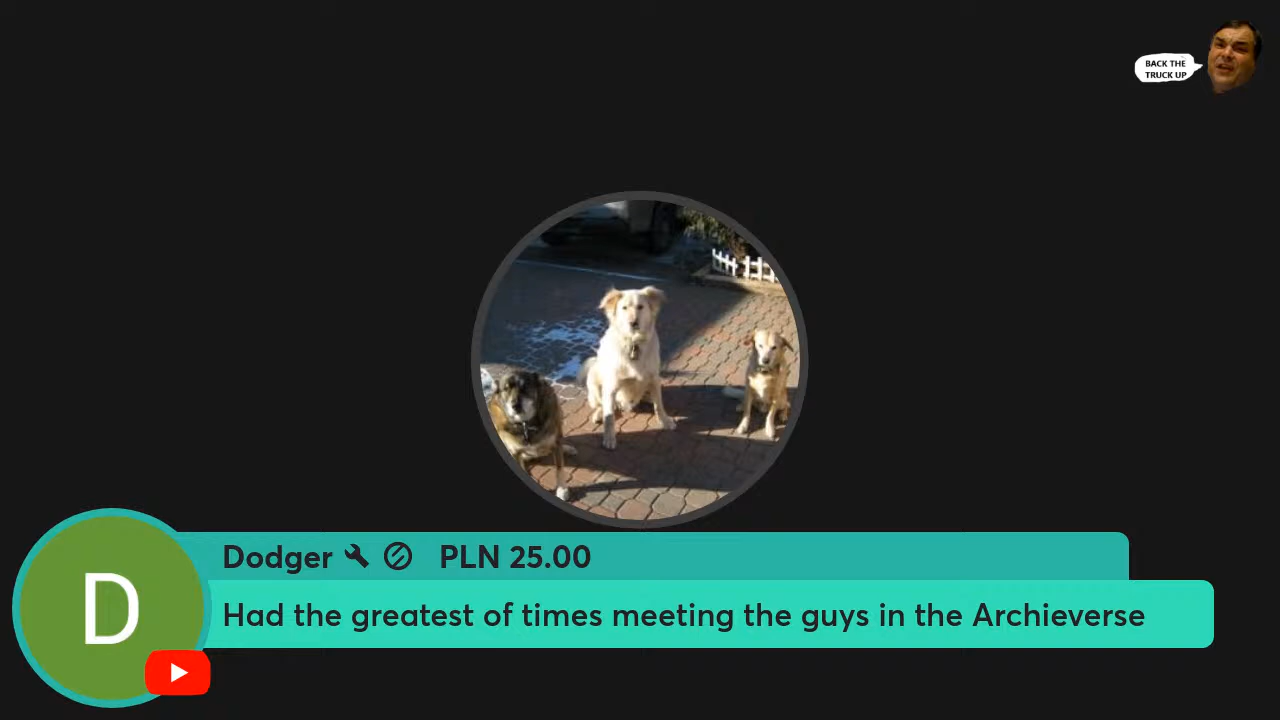 BACK THE
TRUCK UP
Dodger PLN 25.00
Had the greatest of times meeting the guys in the Archieverse
D